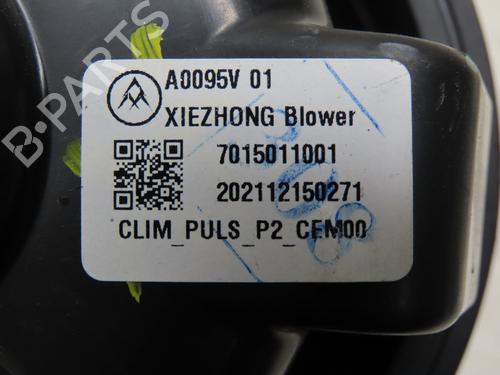 A0095V 01
XIEZHONG Blower
7015011001
202112150271
CLIM_PULS_P2_CEM00
B-PARTS